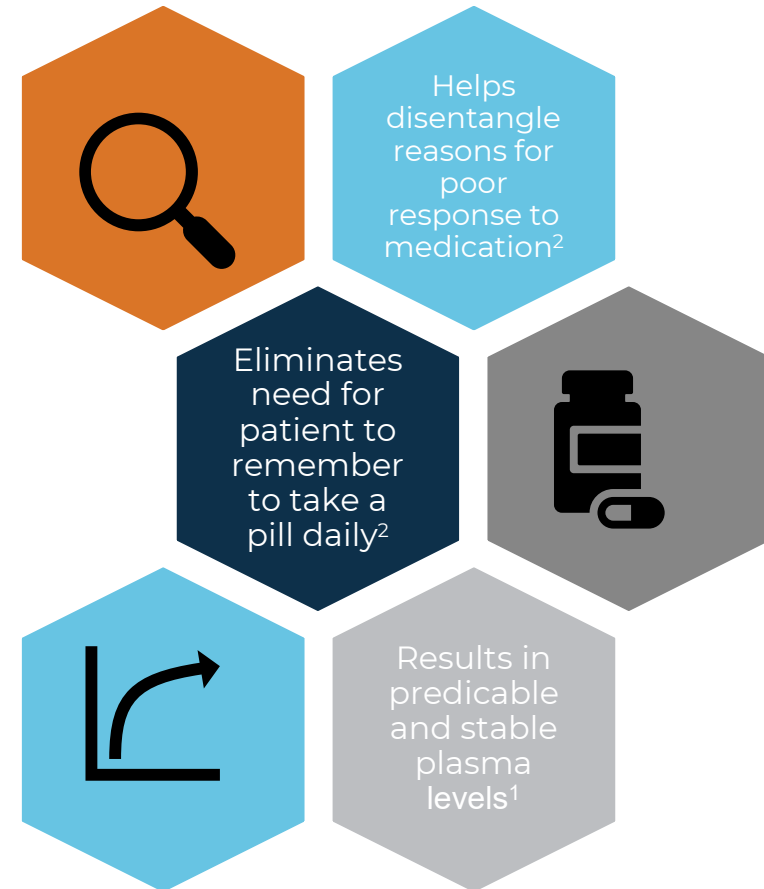 Helps
disentangle
reasons for
poor
response to
medication²
Eliminates
need for
patient to
remember
to take a
pill daily²
Results in
predicable
and stable
plasma
levels¹